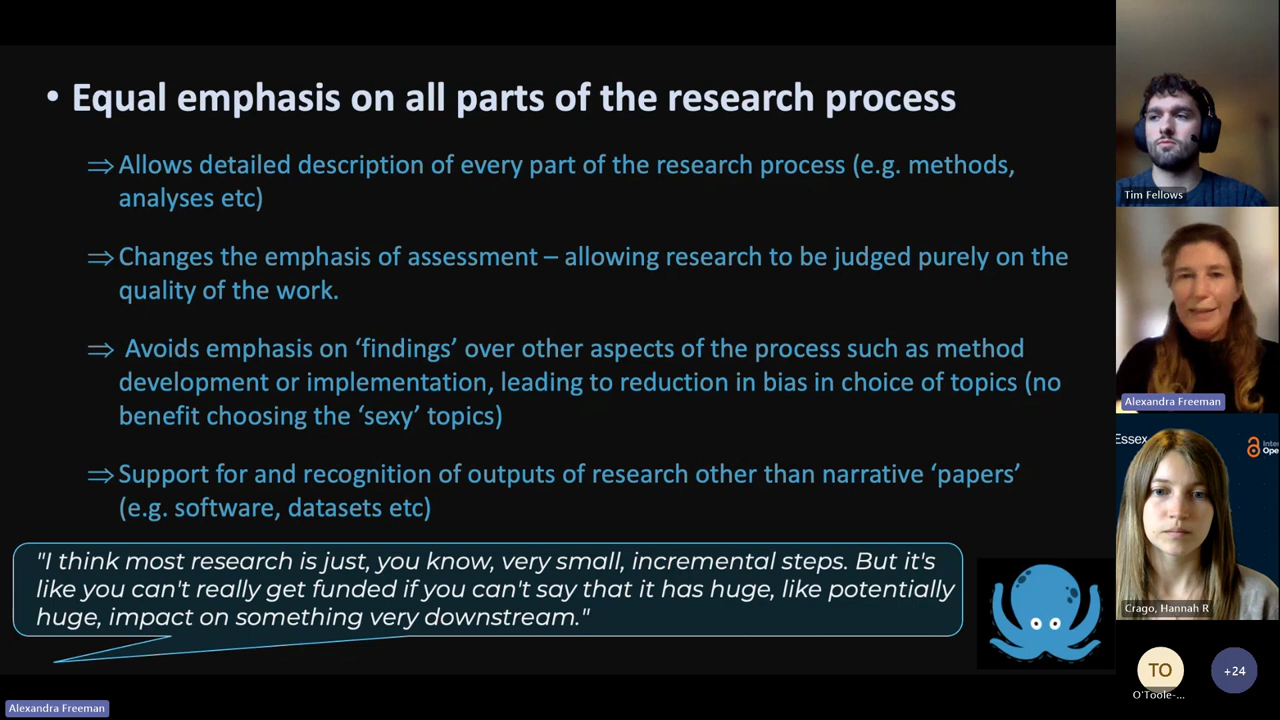 • Equal emphasis on all parts of the research process
⇒ Allows detailed description of every part of the research process (e.g. methods,
analyses etc)
⇒ Changes the emphasis of assessment – allowing research to be judged purely on the
quality of the work.
⇒ Avoids emphasis on ‘findings’ over other aspects of the process such as method
development or implementation, leading to reduction in bias in choice of topics (no
benefit choosing the ‘sexy’ topics)
⇒ Support for and recognition of outputs of research other than narrative ‘papers’
(e.g. software, datasets etc)
"I think most research is just, you know, very small, incremental steps. But it's
like you can't really get funded if you can't say that it has huge, like potentially
huge, impact on something very downstream."
Alexandra Freeman
Tim Fellows
Alexandra Freeman
Essex
Inte
Ope
Crago, Hannah R
TO
O'Toole-...
+24